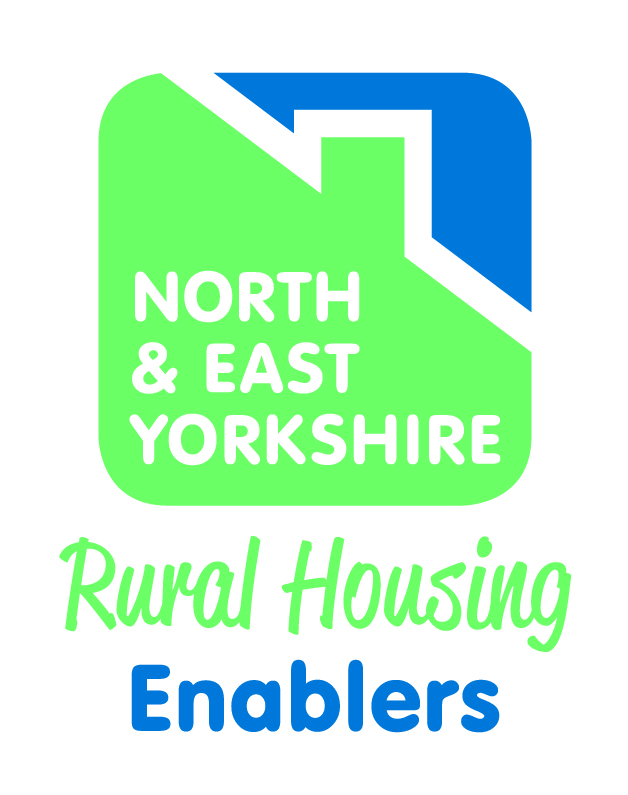 NORTH
& EAST
YORKSHIRE
Rural Housing
Enablers